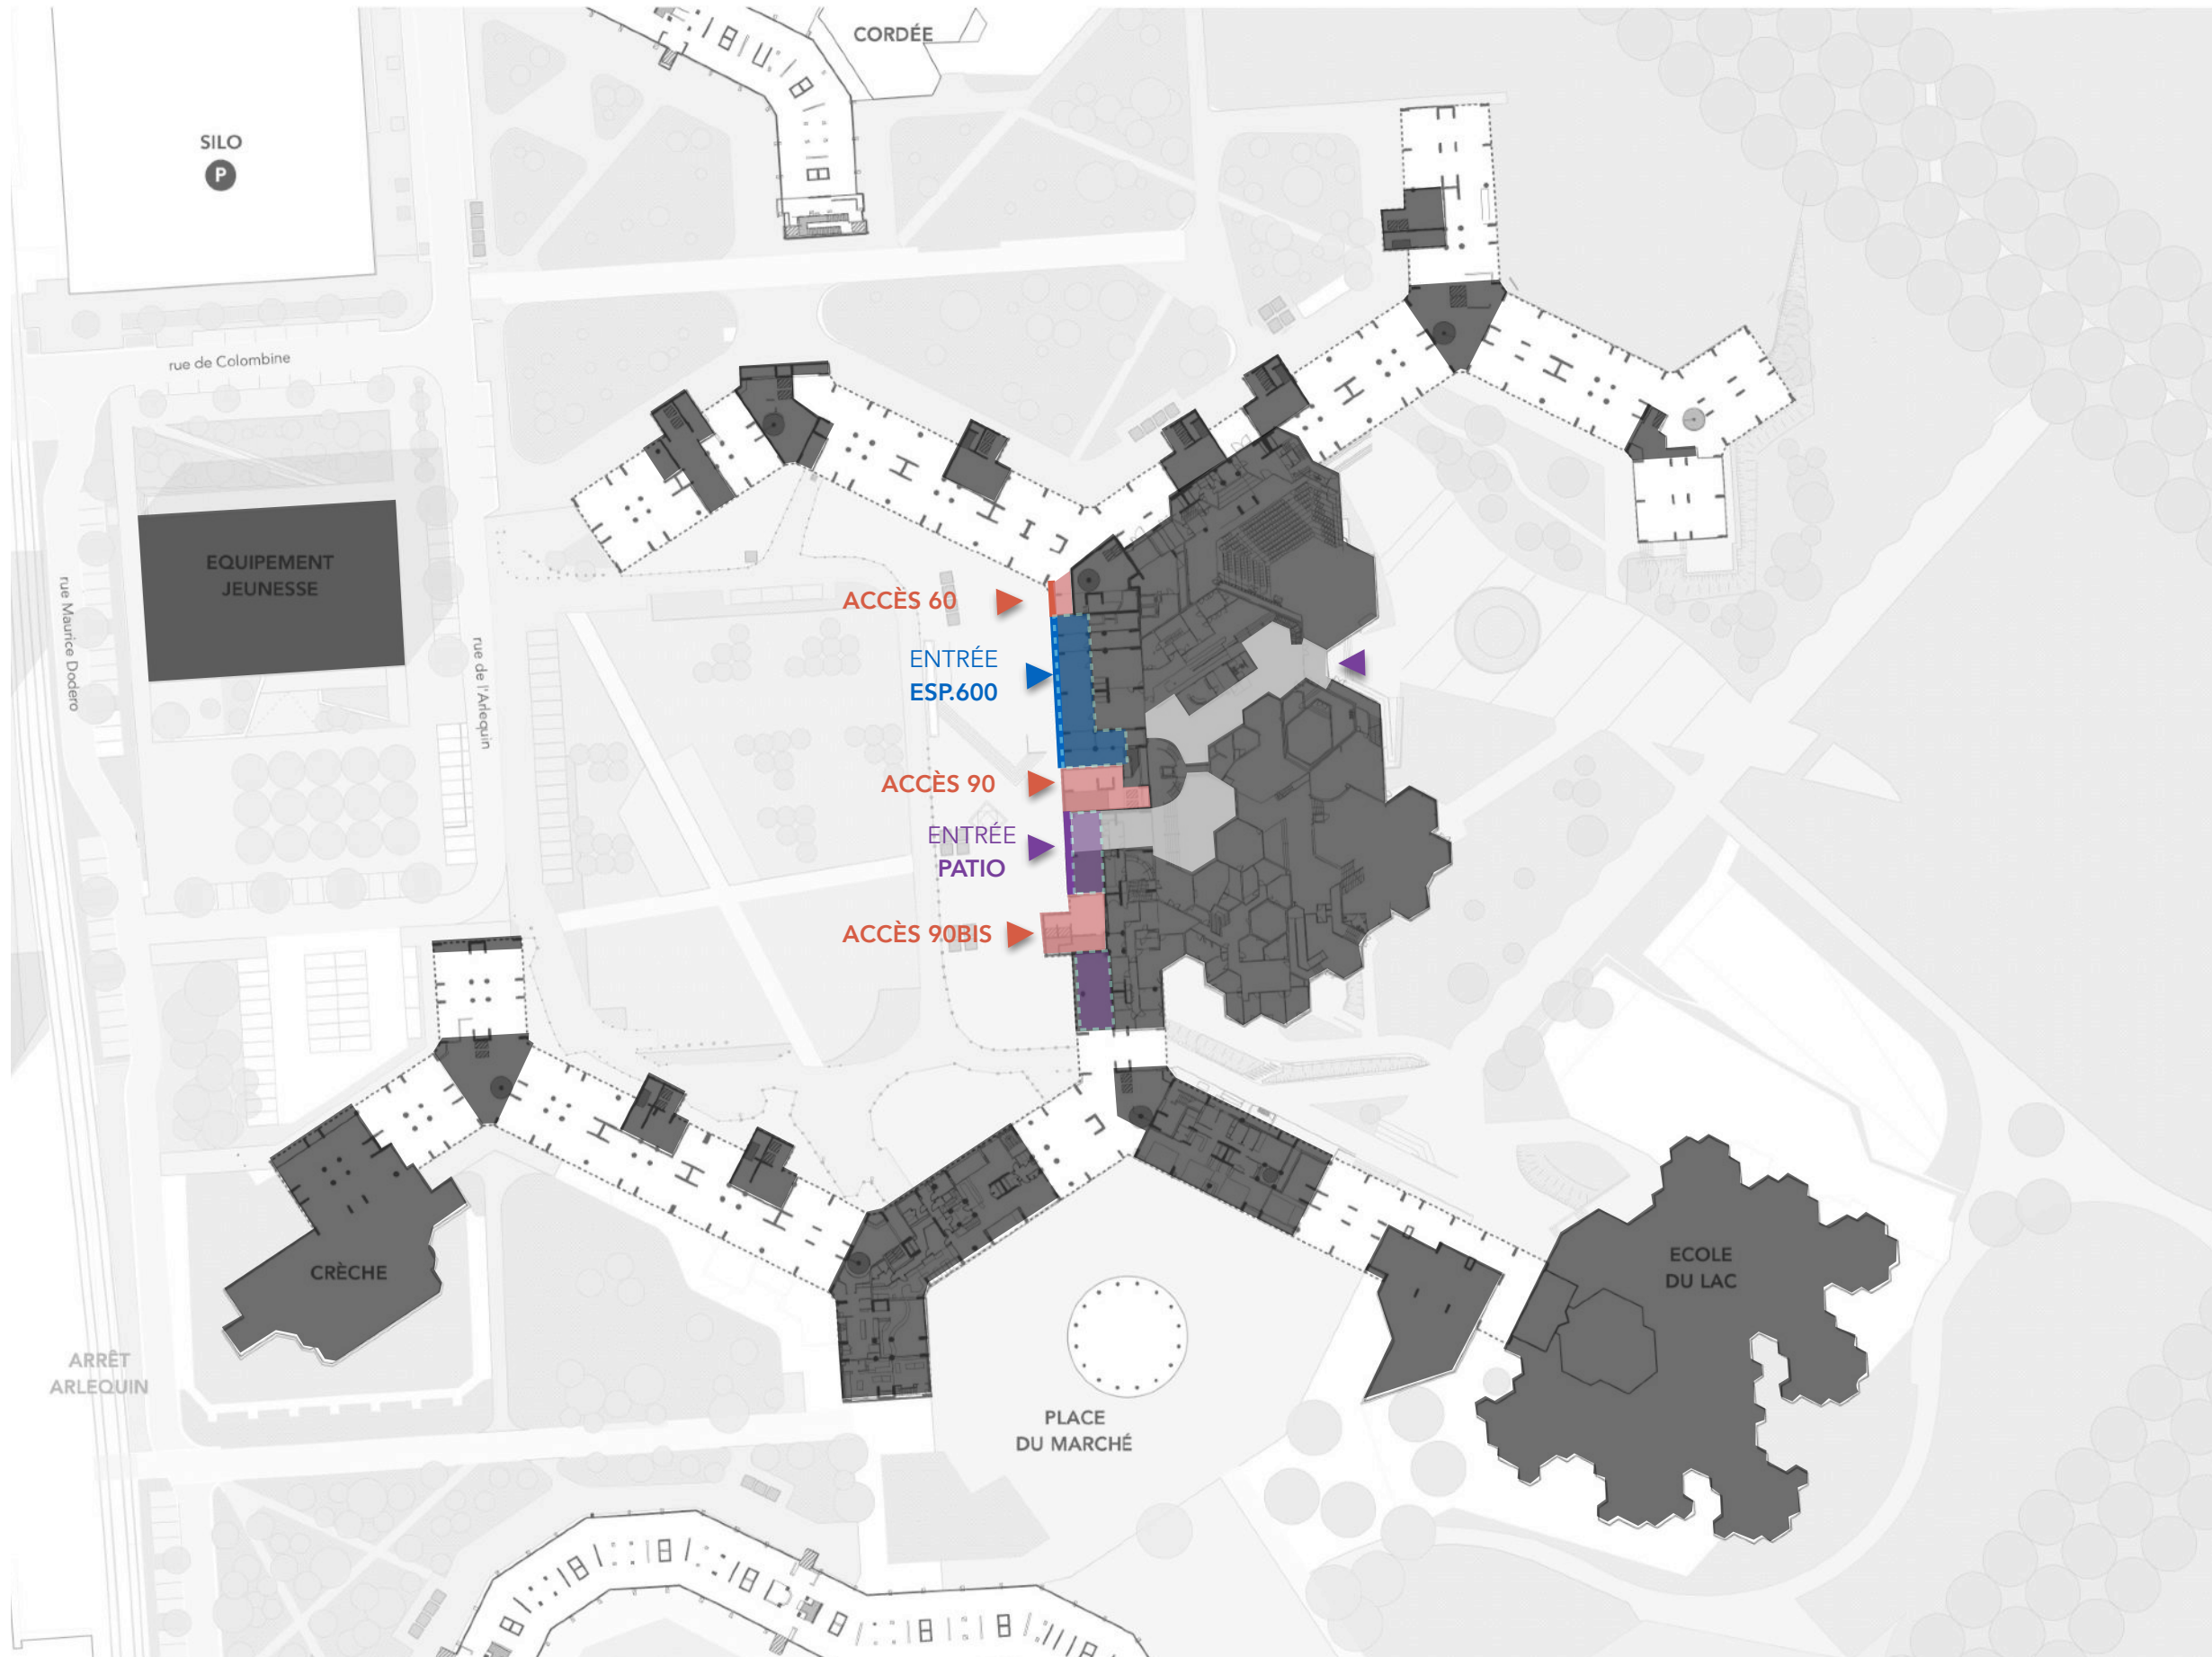 CORDÉE
SILO
P
rue de Colombine
EQUIPEMENT
JEUNESSE
rue Maurice Dodero
rue de l'Arlequin
ACCÈS 60
ENTRÉE
ESP.600
ACCÈS 90
ENTRÉE
PATIO
ACCÈS 90BIS
CRÈCHE
ECOLE
DU LAC
ARRÊT
ARLEQUIN
PLACE
DU MARCHÉ